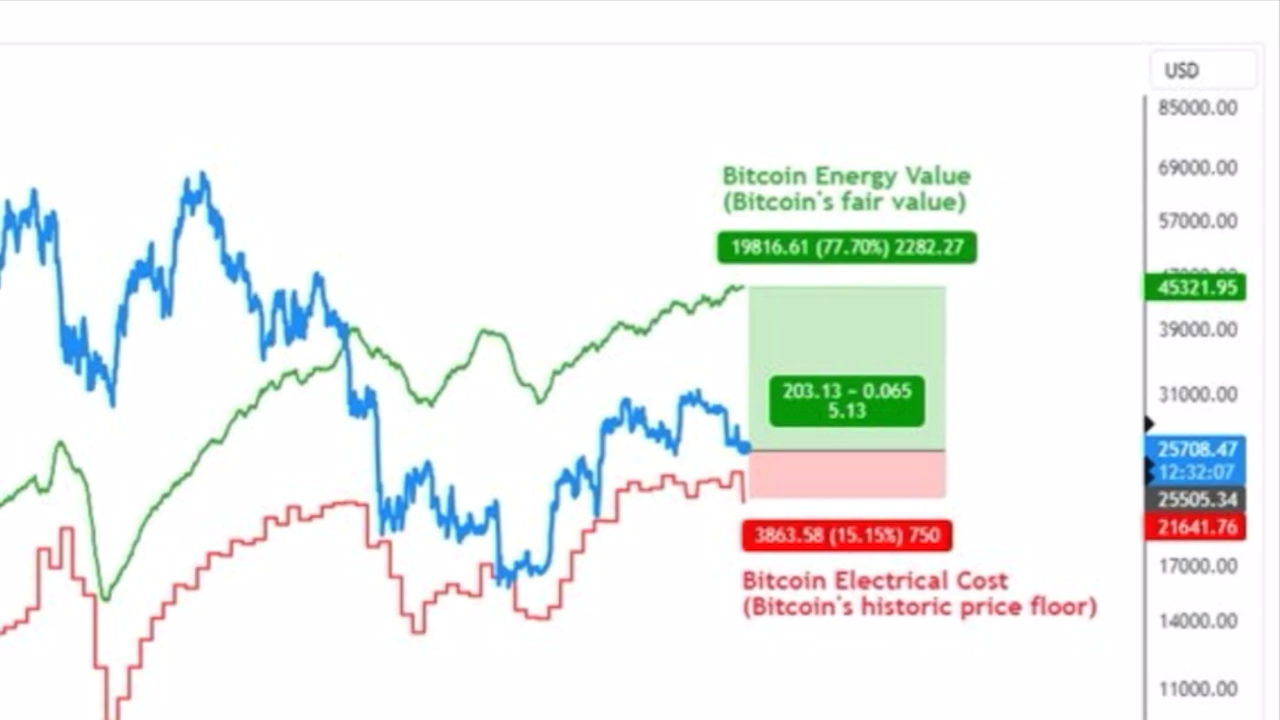 USD
85000.00
69000.00
57000.00
45321.95
39000.00
31000.00
25708.47
12:32:07
25505.34
21641.76
17000.00
14000.00
11000.00
Bitcoin Energy Value
(Bitcoin's fair value)
19816.61 (77.70%) 2282.27
203.13 ~ 0.065
5.13
3863.58 (15.15%) 750
Bitcoin Electrical Cost
(Bitcoin's historic price floor)